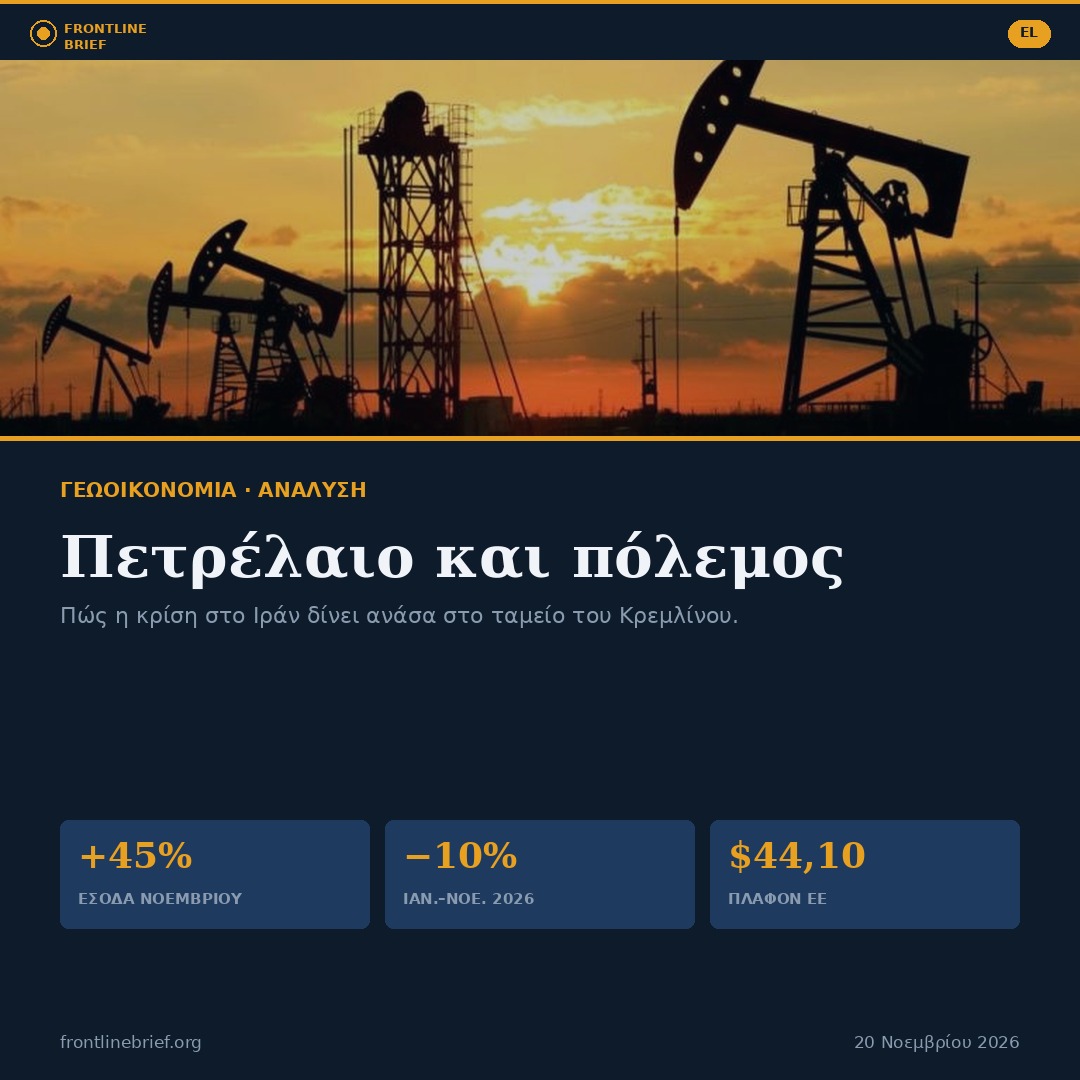 FRONTLINE
BRIEF
EL
ΓΕΩΟΙΚΟΝΟΜΙΑ · ΑΝΑΛΥΣΗ
Πετρέλαιο και πόλεμος
Πώς η κρίση στο Ιράν δίνει ανάσα στο ταμείο του Κρεμλίνου.
+45%
ΕΣΟΔΑ ΝΟΕΜΒΡΙΟΥ
−10%
ΙΑΝ.–ΝΟΕ. 2026
$44,10
ΠΛΑΦΟΝ ΕΕ
frontlinebrief.org
20 Νοεμβρίου 2026